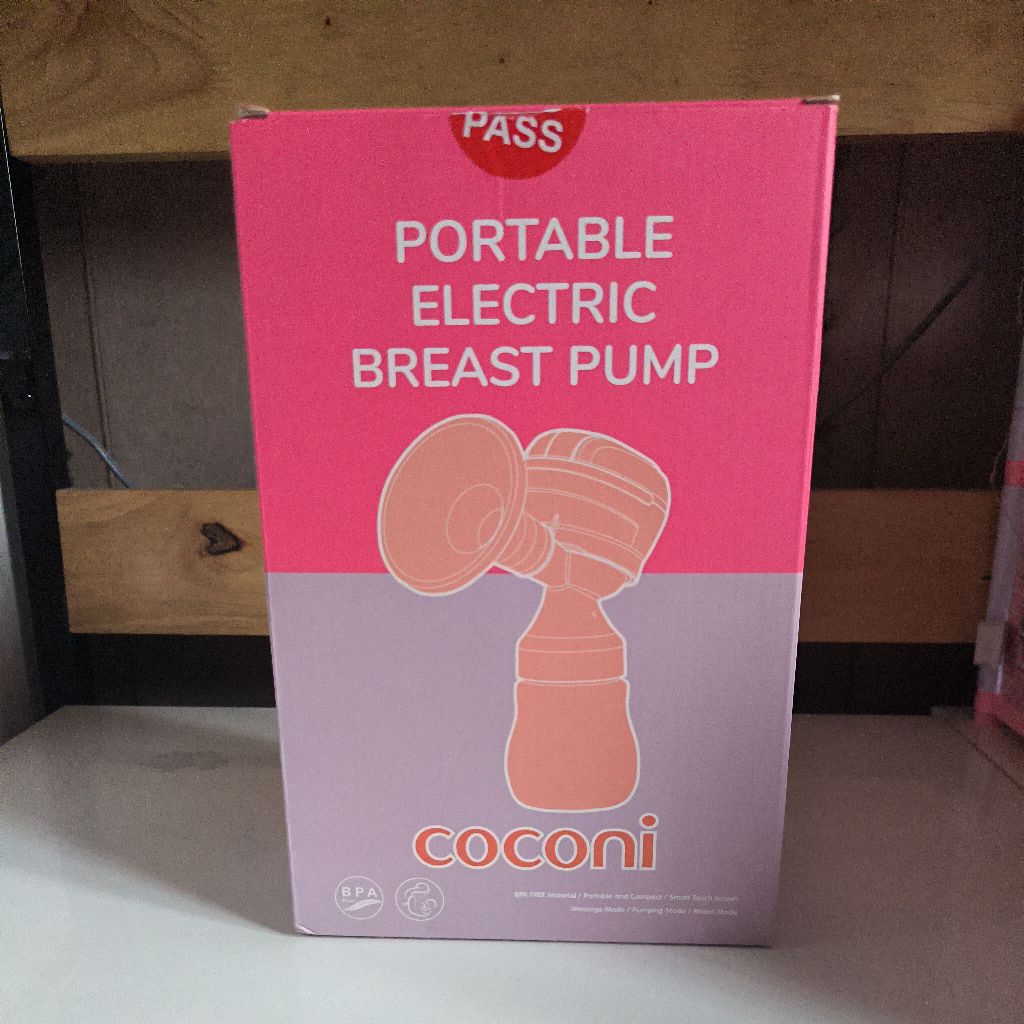 PASS
PORTABLE
ELECTRIC
BREAST PUMP
coconi
BPA
BPA FREE Material / Portable and Compact / Smart Touch Screen
Massage Mode / Pumping Mode / Mixed Mode